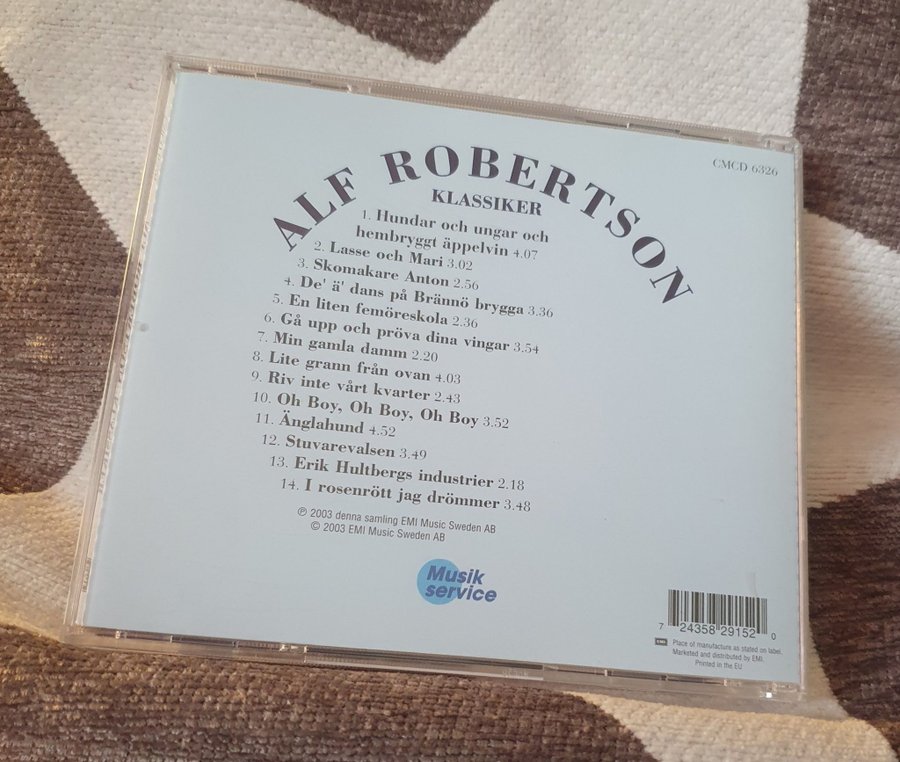 CMCD 6326
ALF ROBERTSON
KLASSIKER
1. Hundar och ungar och
hembryggt äppelvin 4.07
2. Lasse och Mari 3.02
3. Skomakare Anton 2.56
4. De' ä' dans på Brännö brygga 3.36
5. En liten femöreskola 2.36
6. Gå upp och pröva dina vingar 3.54
7. Min gamla damm 2.20
8. Lite grann från ovan 4.03
9. Riv inte vårt kvarter 2.43
10. Oh Boy, Oh Boy, Oh Boy 3.52
11. Änglahund 4.52
12. Stuvarevalsen 3.49
13. Erik Hultbergs industrier 2.18
14. I rosenrött jag drömmer 3.48
℗ 2003 denna samling EMI Music Sweden AB
© 2003 EMI Music Sweden AB
Musik
service
7 24358 29152 0
EMI Place of manufacture as stated on label.
Marketed and distributed by EMI.
Printed in the EU